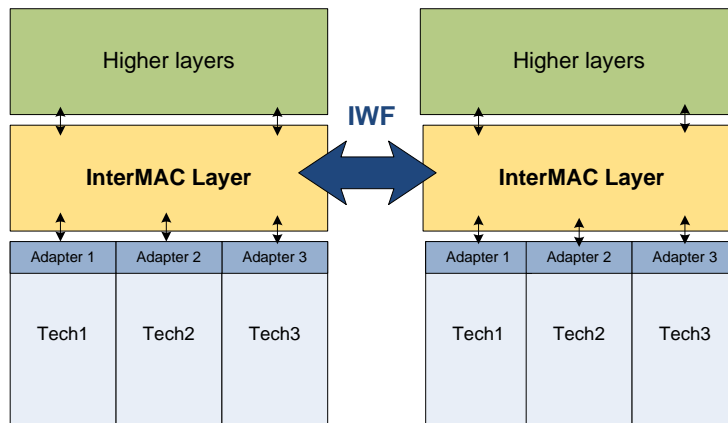 Higher layers
Higher layers
IWF
InterMAC Layer
InterMAC Layer
Adapter 1
Adapter 2
Adapter 3
Adapter 1
Adapter 2
Adapter 3
Tech1
Tech2
Tech3
Tech1
Tech2
Tech3